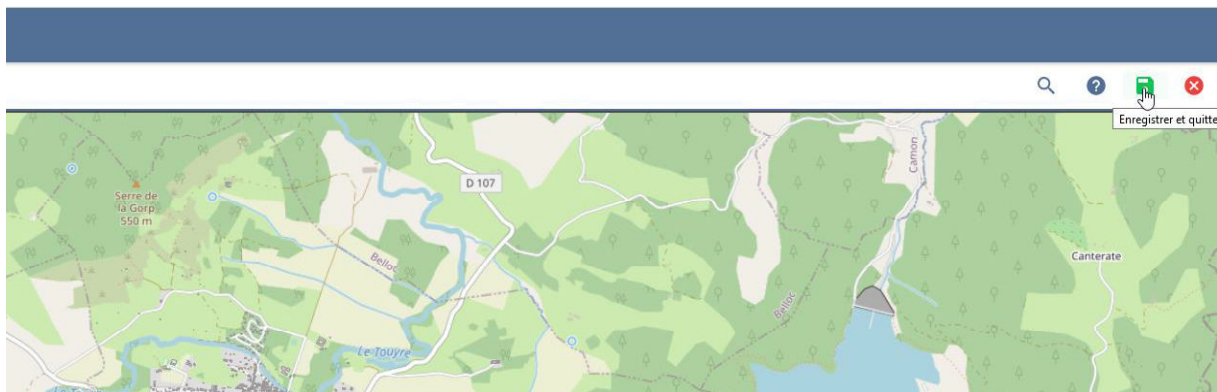 Enregistrer et quitte
D 107
Camon
Serre de
la Gorp
550 m
Canterate
Belloc
Belloc
Le Touyre